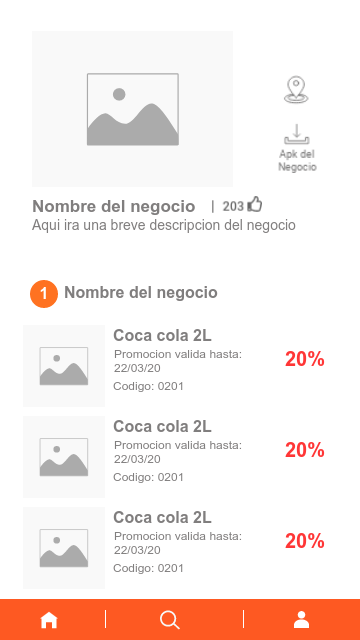 Apk del
Negocio
Nombre del negocio | 203
Aqui ira una breve descripcion del negocio
1 Nombre del negocio
Coca cola 2L
Promocion valida hasta:
22/03/20
Codigo: 0201
20%
Coca cola 2L
Promocion valida hasta:
22/03/20
Codigo: 0201
20%
Coca cola 2L
Promocion valida hasta:
22/03/20
Codigo: 0201
20%